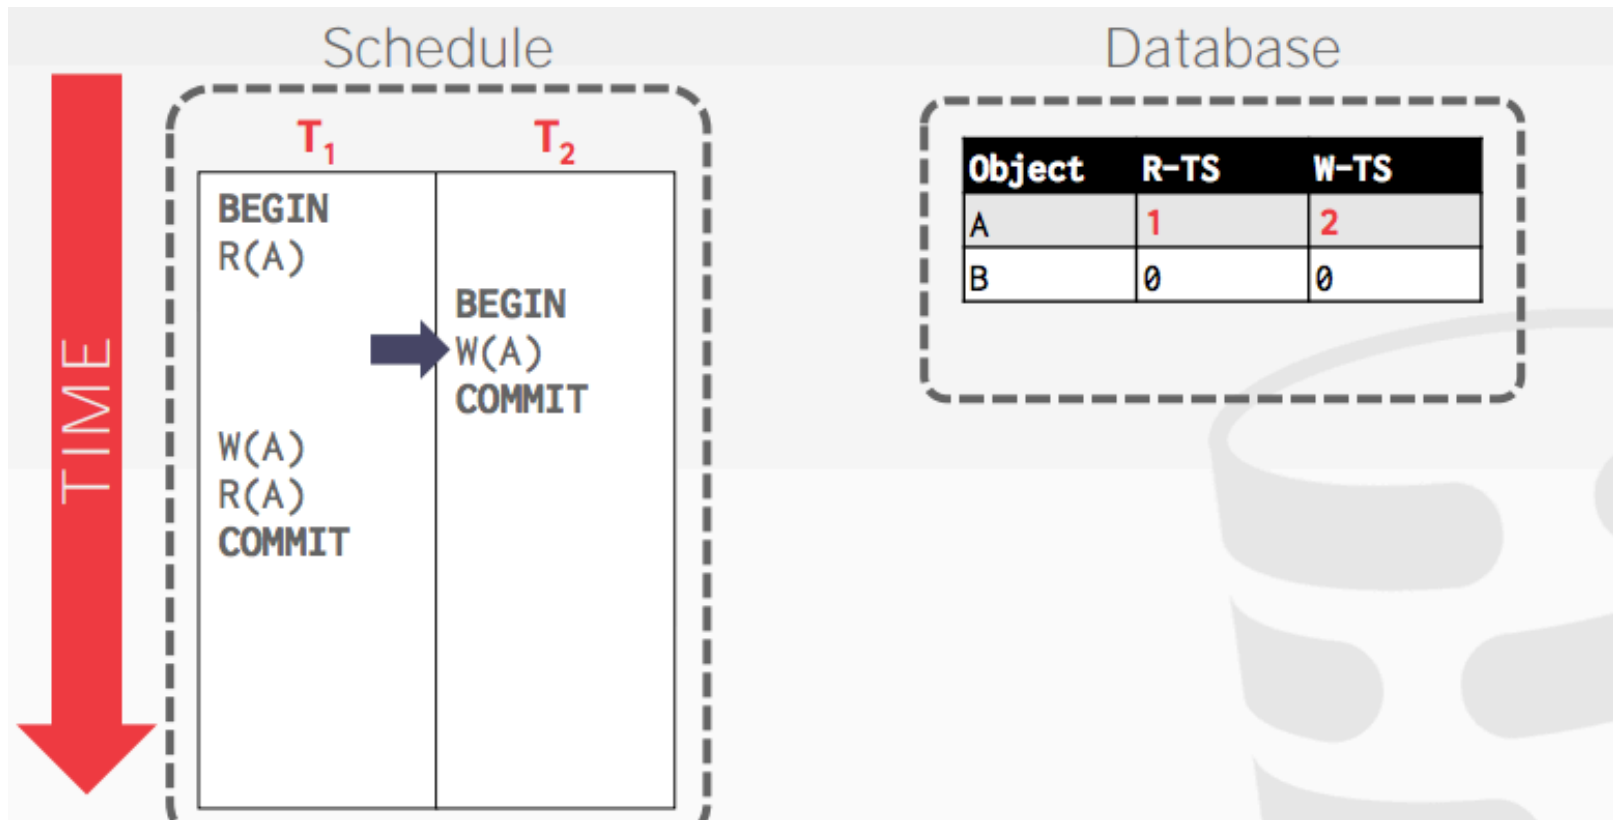 Schedule
Database
TIME
T1 T2
BEGIN
R(A)
BEGIN
W(A)
COMMIT
W(A)
R(A)
COMMIT
Object R-TS W-TS
A 1 2
B 0 0